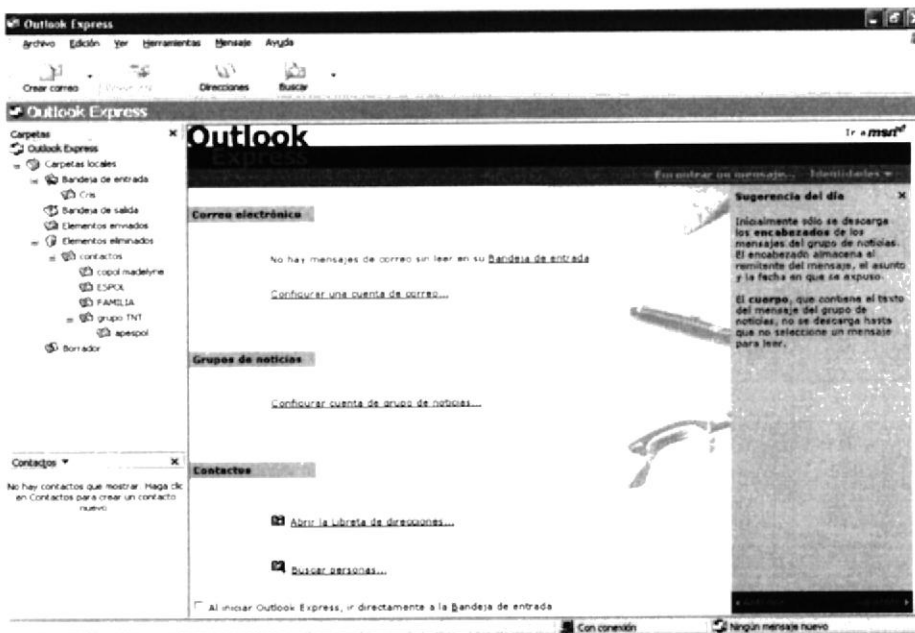 Outlook Express
Archivo Edición Ver Herramientas Mensaje Ayuda
Crear correo Direcciones Buscar
Outlook Express
Carpetas
Outlook Express
Carpetas locales
Bandeja de entrada
Cris
Bandeja de salida
Elementos enviados
Elementos eliminados
contactos
copol madelyne
ESPOL
FAMILIA
grupo TNT
apespol
Borrador
Contactos
No hay contactos que mostrar. Haga clic
en Contactos para crear un contacto
nuevo
Outlook
Express
Ir a msn
Encontrar un mensaje... Identidades
Correo electrónico
No hay mensajes de correo sin leer en su Bandeja de entrada
Configurar una cuenta de correo...
Grupos de noticias
Configurar cuenta de grupo de noticias...
Contactos
Abrir la Libreta de direcciones...
Buscar personas...
Al iniciar Outlook Express, ir directamente a la Bandeja de entrada
Sugerencia del día
Inicialmente sólo se descarga
los encabezados de los
mensajes del grupo de noticias.
El encabezado almacena el
remitente del mensaje, el asunto
y la fecha en que se expuso.
El cuerpo, que contiene el texto
del mensaje del grupo de
noticias, no se descarga hasta
que no seleccione un mensaje
para leer.
Con conexión
Ningún mensaje nuevo